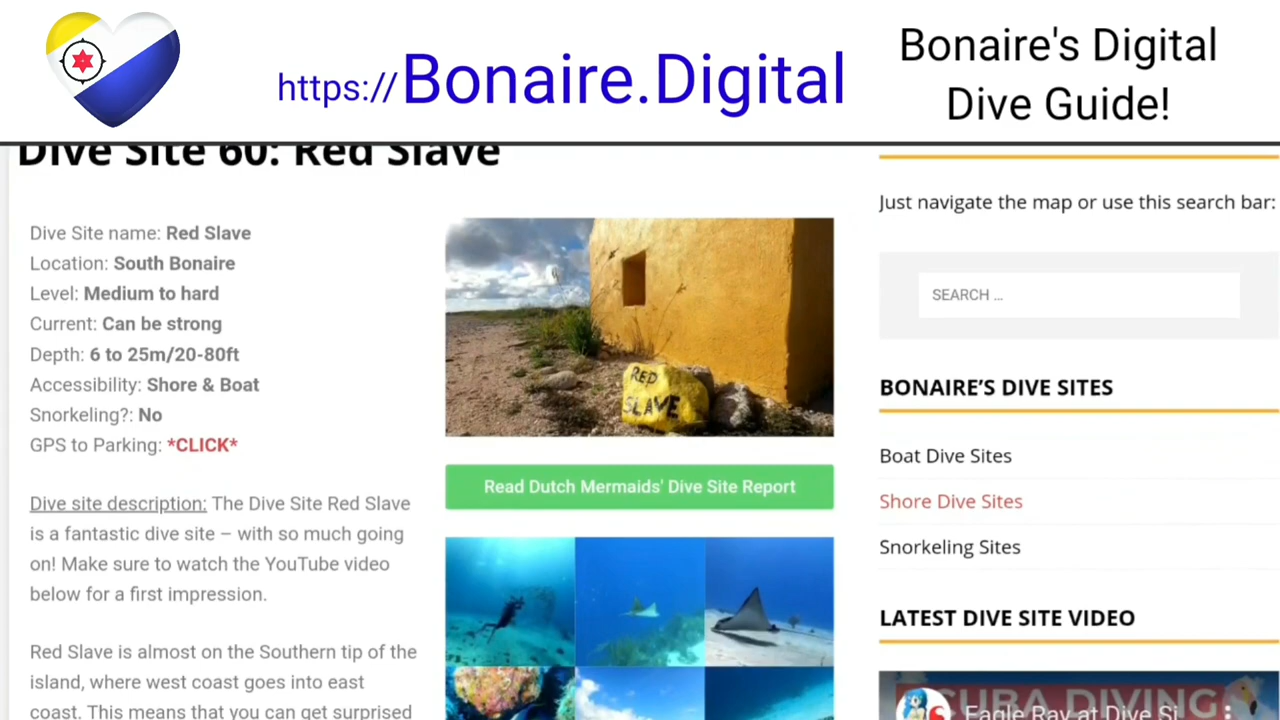 https://Bonaire.Digital
Bonaire's Digital
Dive Guide!
Dive Site 60: Red Slave
Dive Site name: Red Slave
Location: South Bonaire
Level: Medium to hard
Current: Can be strong
Depth: 6 to 25m/20-80ft
Accessibility: Shore & Boat
Snorkeling?: No
GPS to Parking: *CLICK*
Dive site description: The Dive Site Red Slave
is a fantastic dive site – with so much going
on! Make sure to watch the YouTube video
below for a first impression.
Red Slave is almost on the Southern tip of the
island, where west coast goes into east
coast. This means that you can get surprised
RED
SLAVE
Read Dutch Mermaids' Dive Site Report
Just navigate the map or use this search bar:
SEARCH …
BONAIRE’S DIVE SITES
Boat Dive Sites
Shore Dive Sites
Snorkeling Sites
LATEST DIVE SITE VIDEO
SCUBA DIVING
Eagle Ray at Dive Si